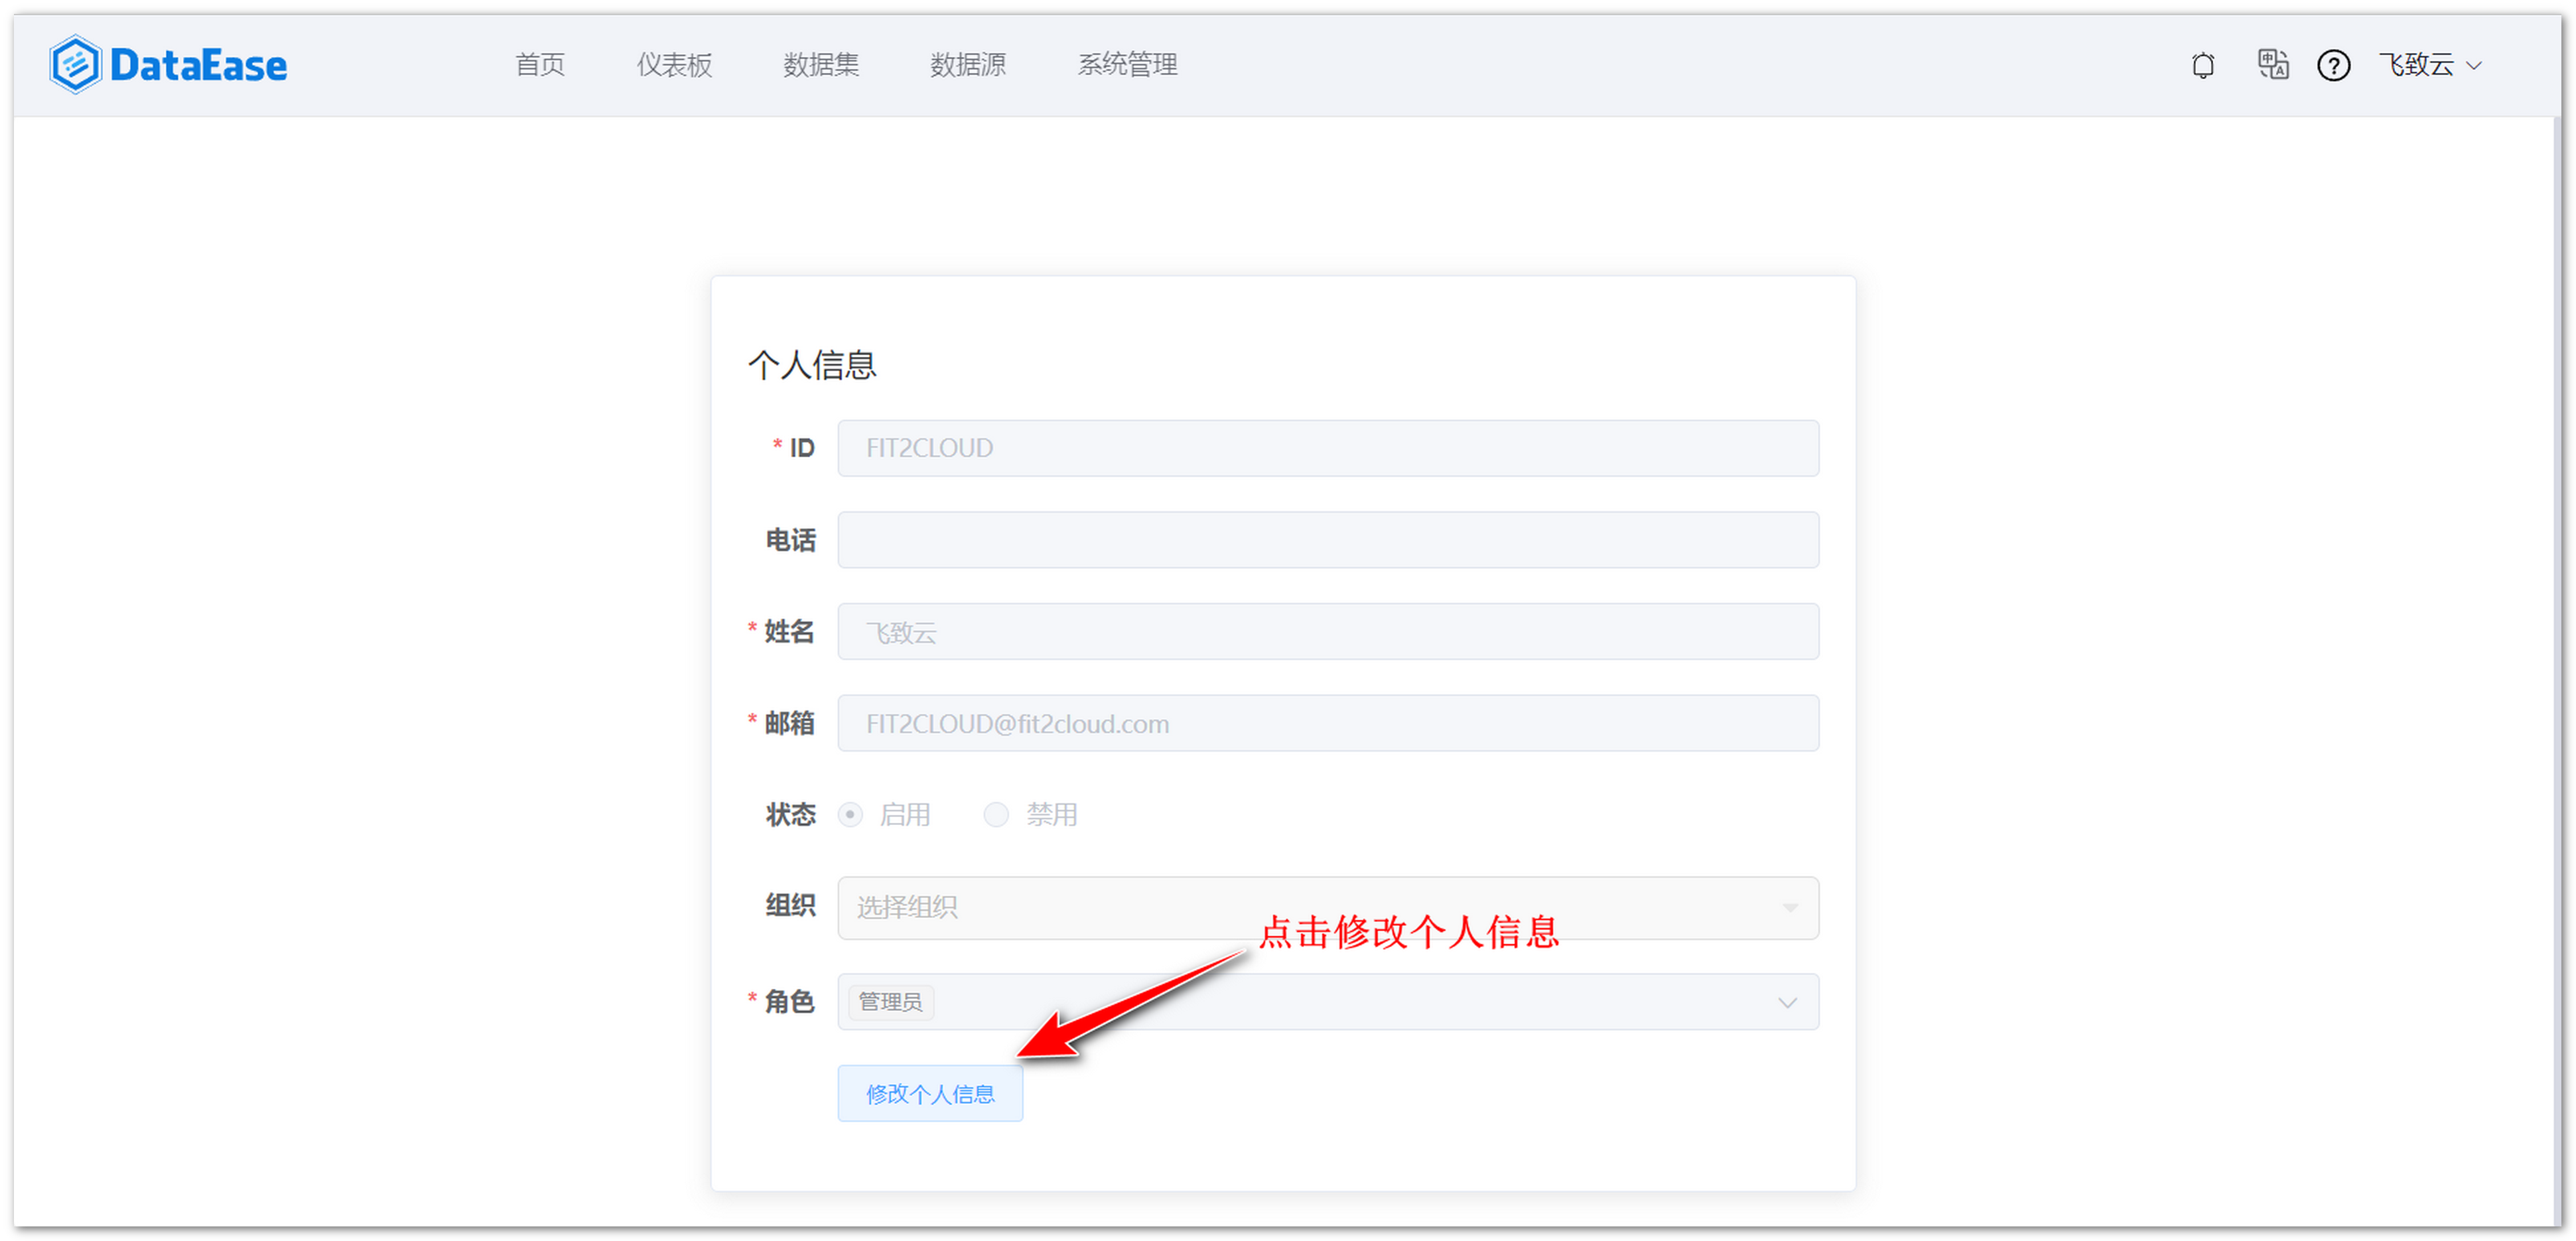 DataEase 首页 仪表板 数据集 数据源 系统管理 飞致云
个人信息
* ID FIT2CLOUD
电话
* 姓名 飞致云
* 邮箱 FIT2CLOUD@fit2cloud.com
状态 启用 禁用
组织 选择组织
点击修改个人信息
* 角色 管理员
修改个人信息